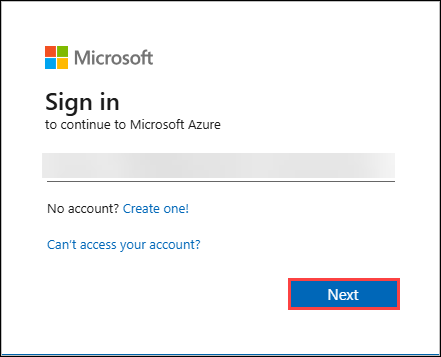 Microsoft
Sign in
to continue to Microsoft Azure
No account? Create one!
Can't access your account?
Next